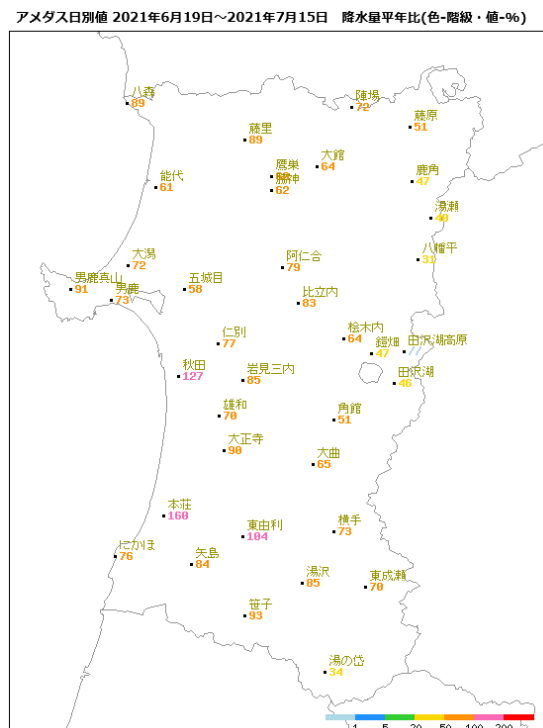 アメダス日別値 2021年6月19日～2021年7月15日 降水量平年比(色-階級・値-%)
八森
89
陣場
72
藤原
51
藤里
89
大館
64
鷹巣
脇神
62
鹿角
47
能代
61
湯瀬
40
八幡平
31
大潟
72
阿仁合
79
男鹿真山
91
男鹿
73
五城目
58
比立内
83
桧木内
64
仁別
77
鎧畑
47
田沢湖高原
//
秋田
127
岩見三内
85
田沢湖
46
雄和
70
角館
51
大正寺
90
大曲
65
本荘
160
東由利
104
横手
73
にかほ
76
矢島
84
湯沢
85
東成瀬
70
笹子
93
湯の岱
34
1 5 20 50 100 200